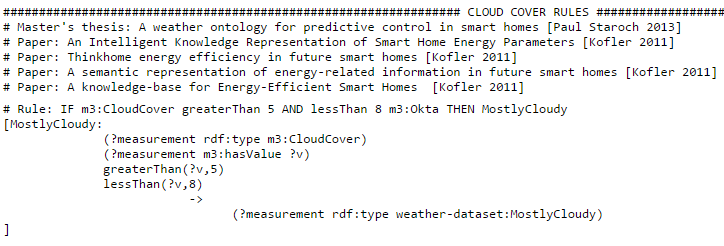 ################################################################ CLOUD COVER RULES ##################
# Master's thesis: A weather ontology for predictive control in smart homes [Paul Staroch 2013]
# Paper: An Intelligent Knowledge Representation of Smart Home Energy Parameters [Kofler 2011]
# Paper: Thinkhome energy efficiency in future smart homes [Kofler 2011]
# Paper: A semantic representation of energy-related information in future smart homes [Kofler 2011]
# Paper: A knowledge-base for Energy-Efficient Smart Homes  [Kofler 2011]
# Rule: IF m3:CloudCover greaterThan 5 AND lessThan 8 m3:Okta THEN MostlyCloudy
[MostlyCloudy:
(?measurement rdf:type m3:CloudCover)
(?measurement m3:hasValue ?v)
greaterThan(?v,5)
lessThan(?v,8)
->
(?measurement rdf:type weather-dataset:MostlyCloudy)
]